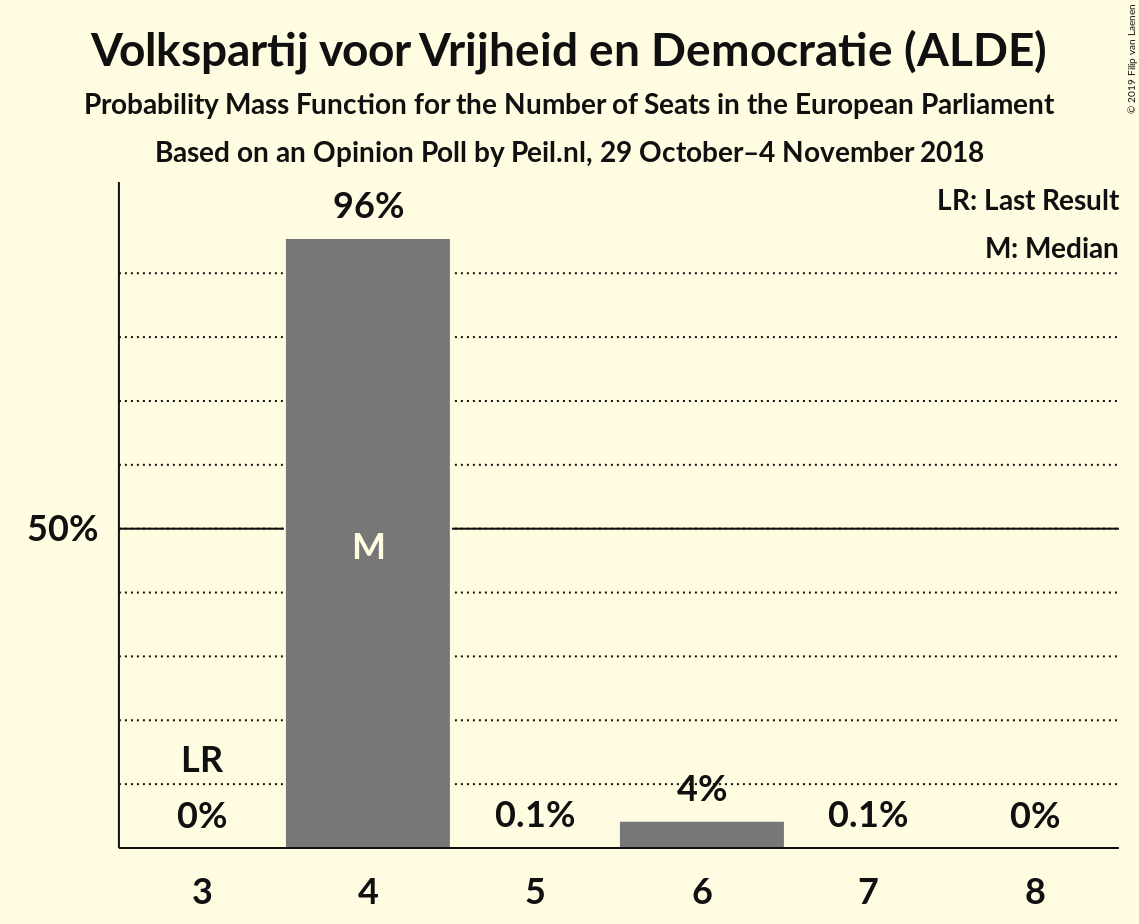 Volkspartij voor Vrijheid en Democratie (ALDE)
Probability Mass Function for the Number of Seats in the European Parliament
Based on an Opinion Poll by Peil.nl, 29 October–4 November 2018
© 2019 Filip van Laenen
LR: Last Result
M: Median
96%
50%
M
LR
0%
0.1%
4%
0.1%
0%
3
4
5
6
7
8